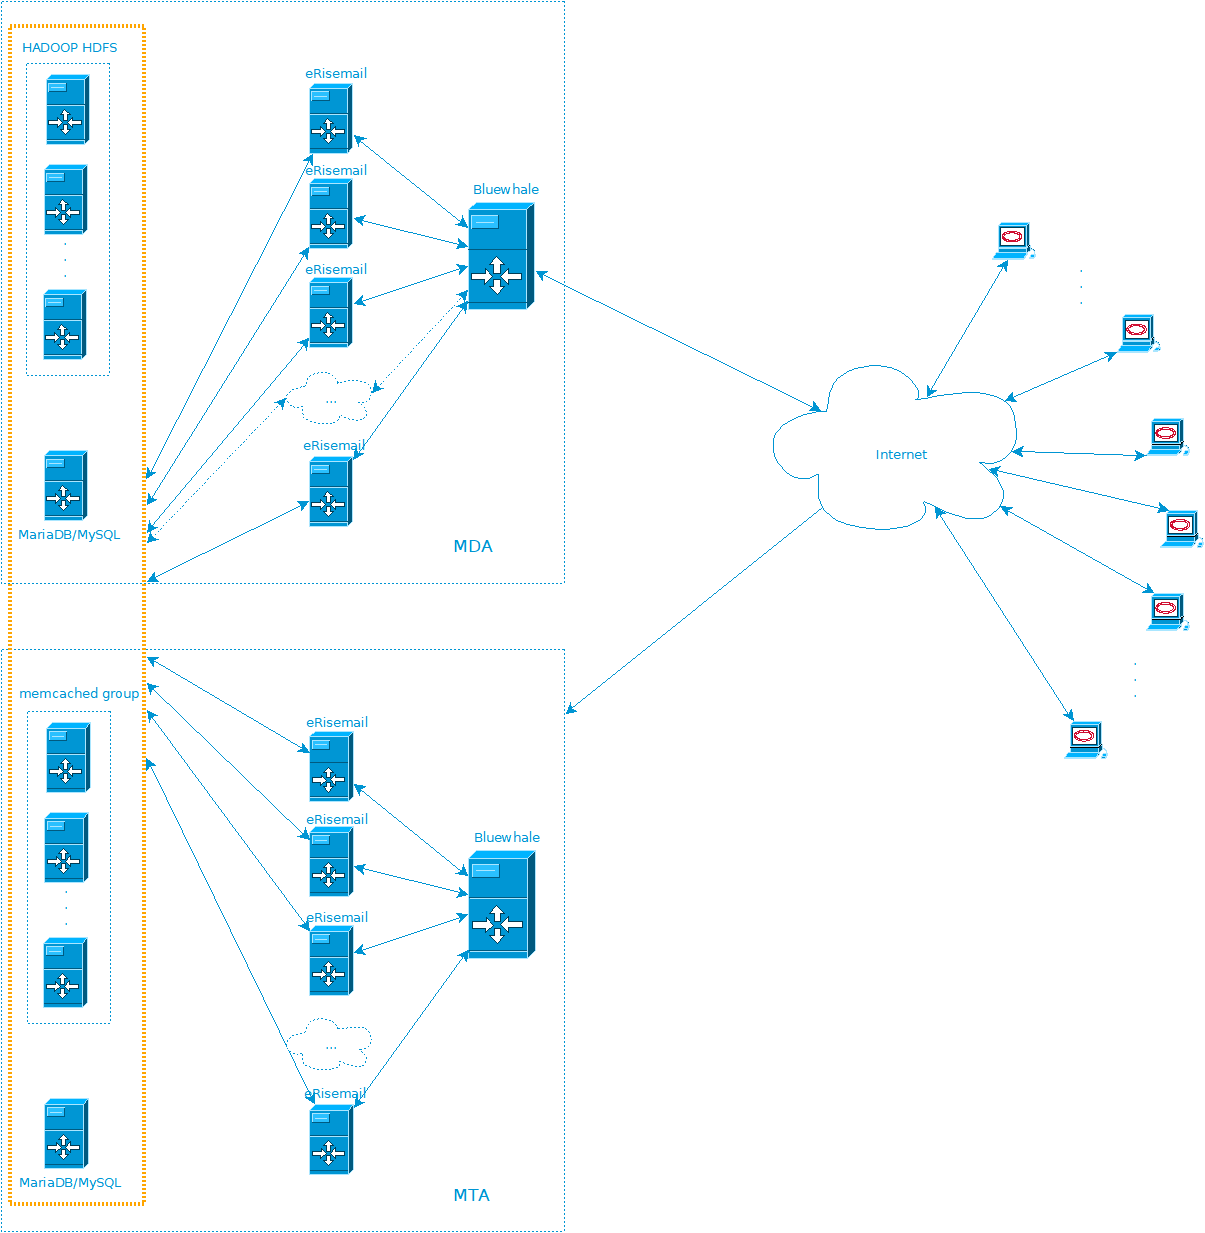 HADOOP HDFS
eRisemail
eRisemail
Bluewhale
eRisemail
...
eRisemail
Internet
MariaDB/MySQL
MDA
memcached group
eRisemail
eRisemail
Bluewhale
eRisemail
...
eRisemail
MariaDB/MySQL
MTA